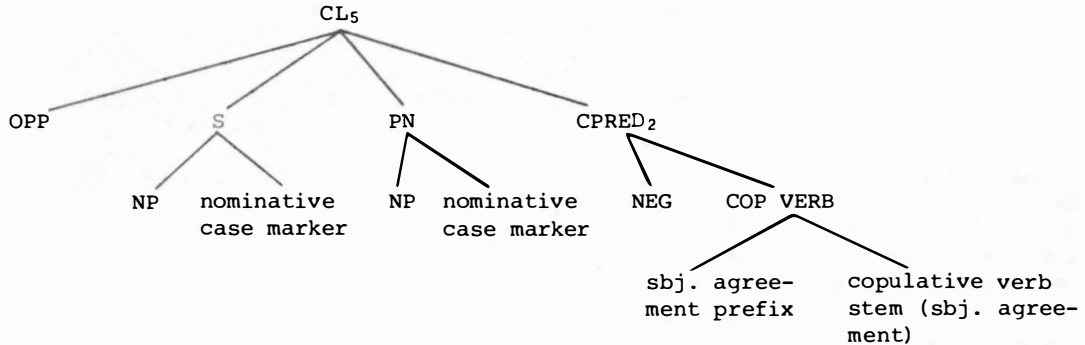 CL₅
OPP S PN CPRED₂
NP nominative case marker NP nominative case marker NEG COP VERB
sbj. agree-
ment prefix
copulative verb
stem (sbj. agree-
ment)